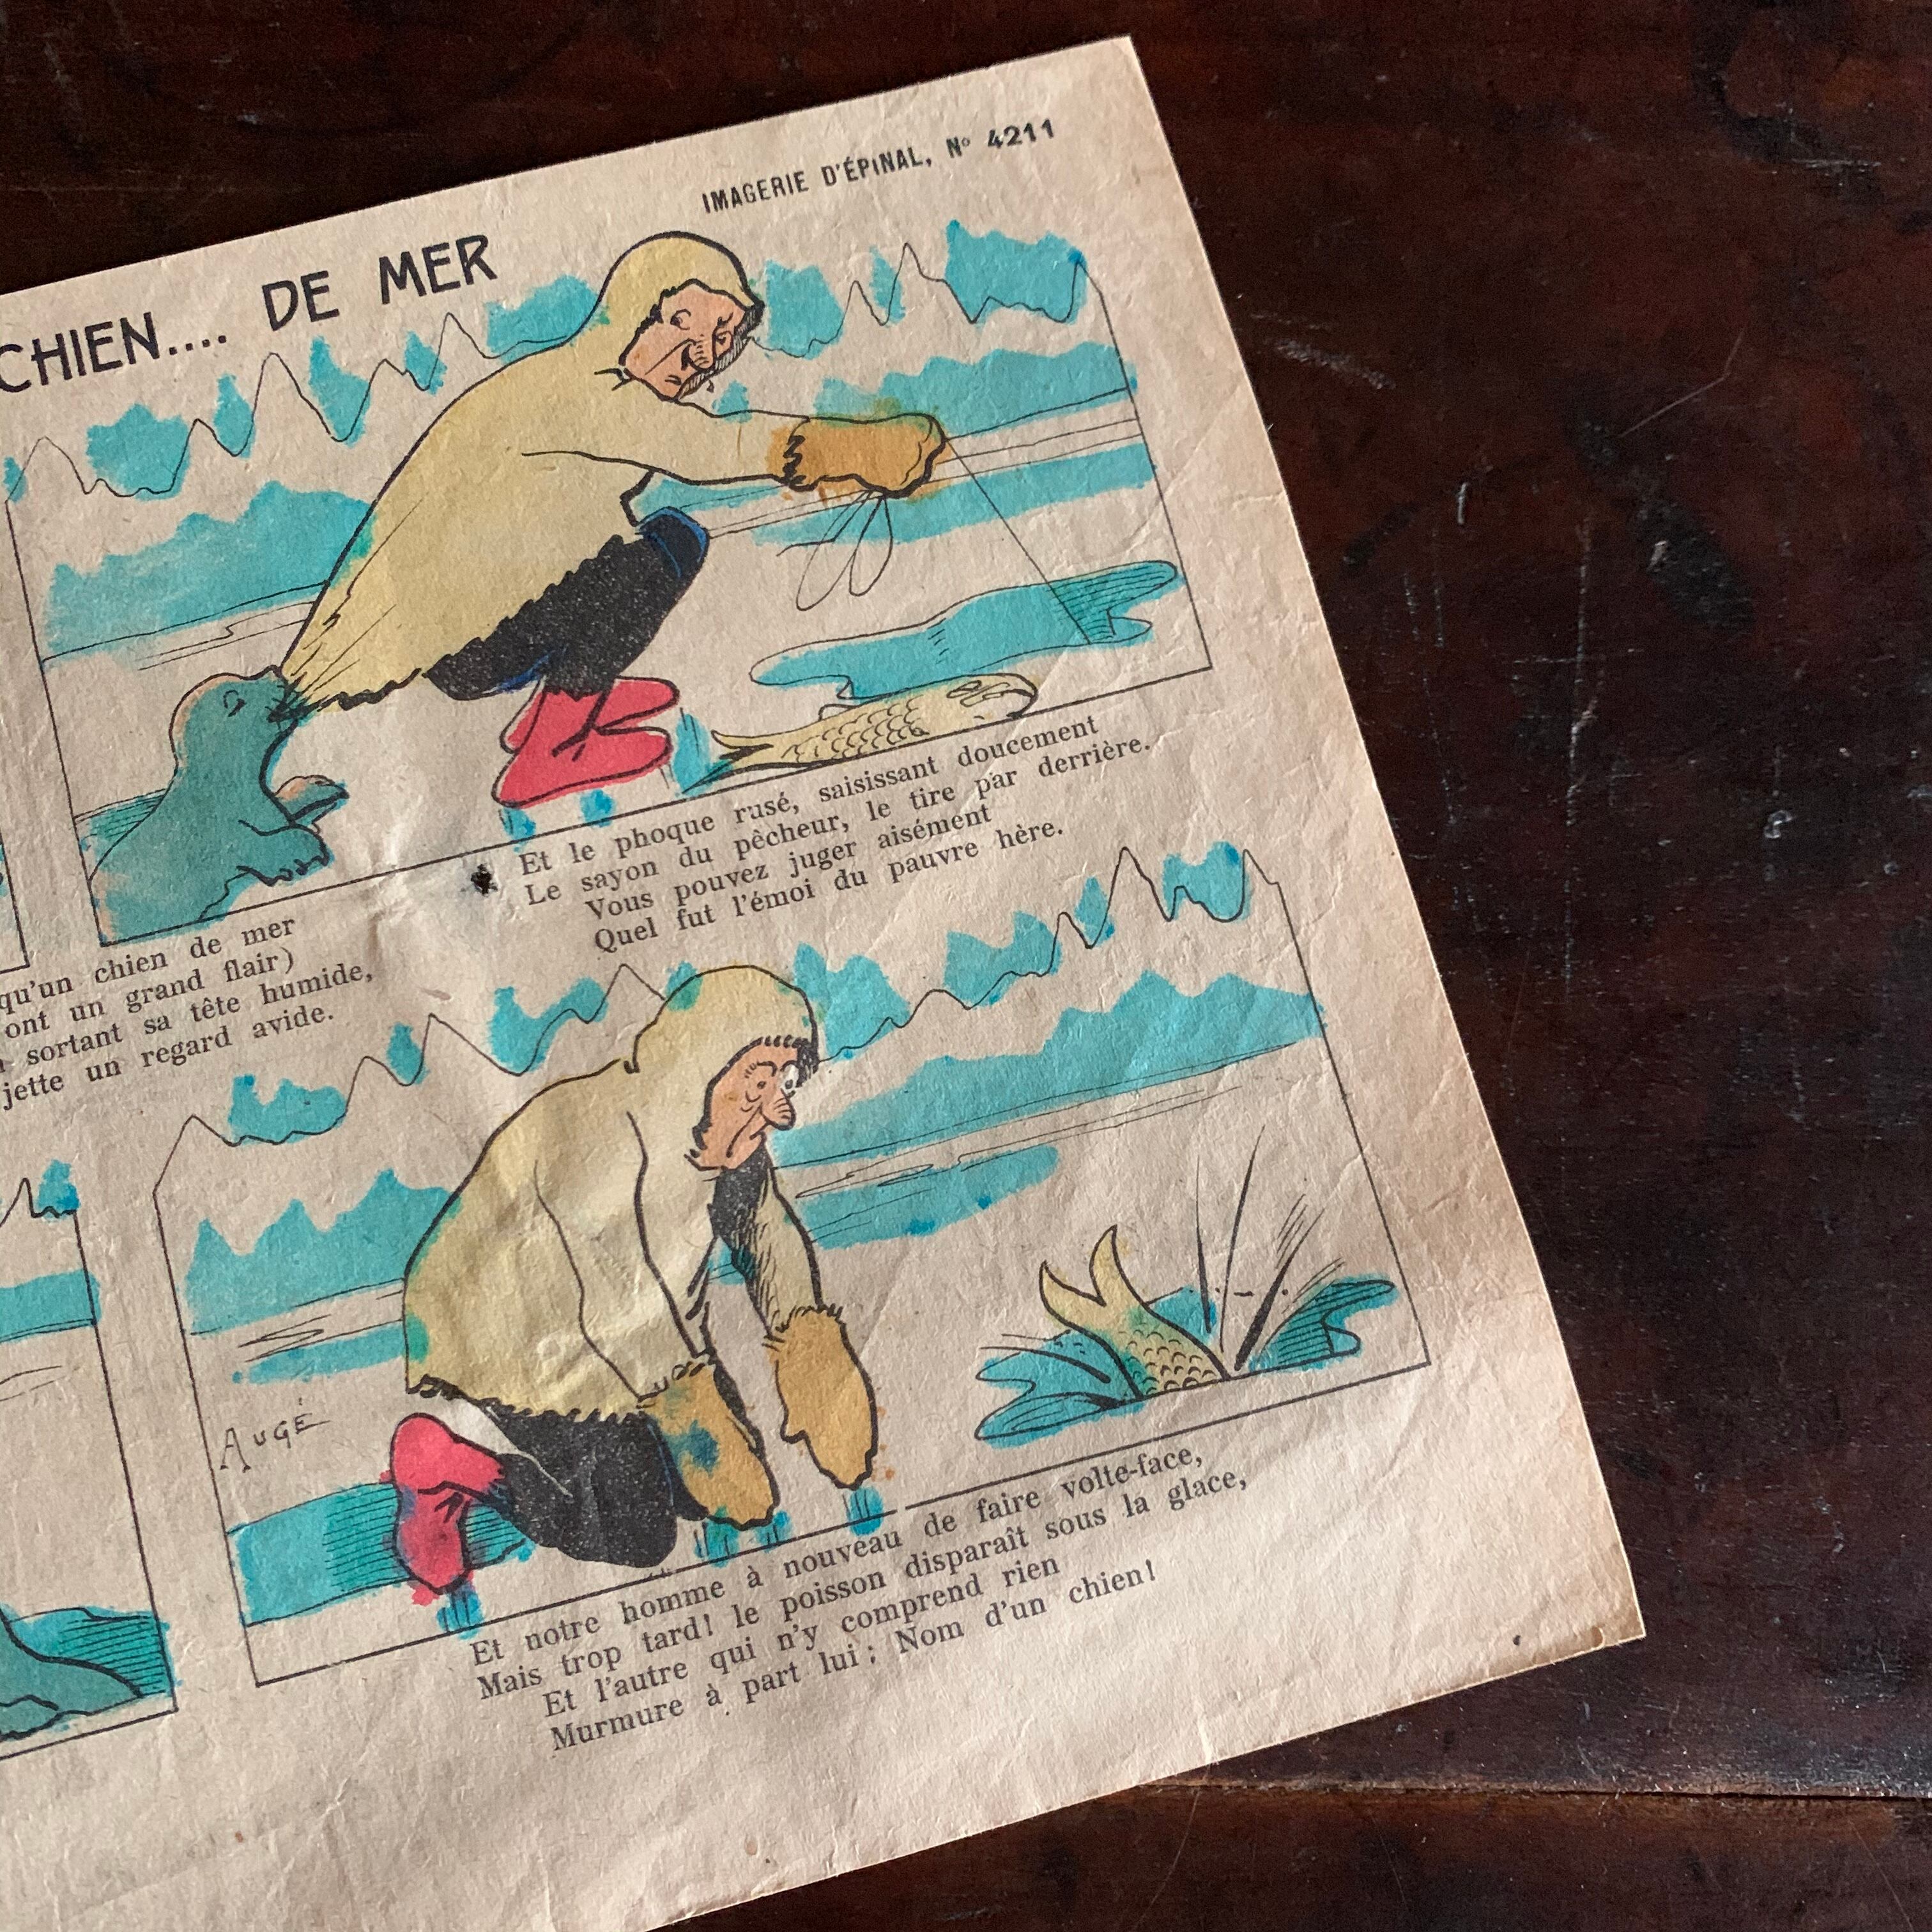 IMAGERIE D'ÉPINAL, Nº 4211
CHIEN.... DE MER
Et le phoque rusé, saisissant doucement
Le sayon du pêcheur, le tire par derrière.
Vous pouvez juger aisément
Quel fut l'émoi du pauvre hère.
qu'un chien de mer
ont un grand flair)
sortant sa tête humide,
jette un regard avide.
AUGÉ
Et notre homme à nouveau de faire volte-face,
Mais trop tard! le poisson disparaît sous la glace,
Et l'autre qui n'y comprend rien
Murmure à part lui : Nom d'un chien!